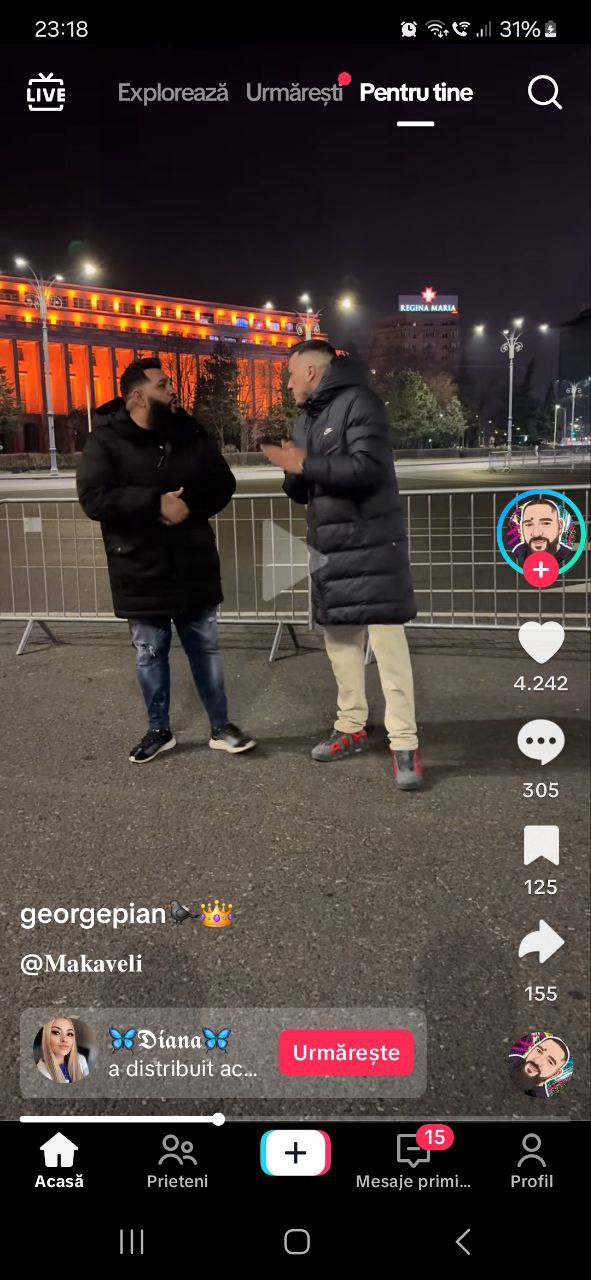 23:18
31%
LIVE
Explorează Urmărești Pentru tine
REGINA MARIA
4.242
305
125
155
georgepian🐦‍⬛👑
@𝐌𝐚𝐤𝐚𝐯𝐞𝐥𝐢
🦋𝕯𝖎𝖆𝖓𝖆🦋
a distribuit ac...
Urmărește
15
Acasă Prieteni Mesaje primi... Profil